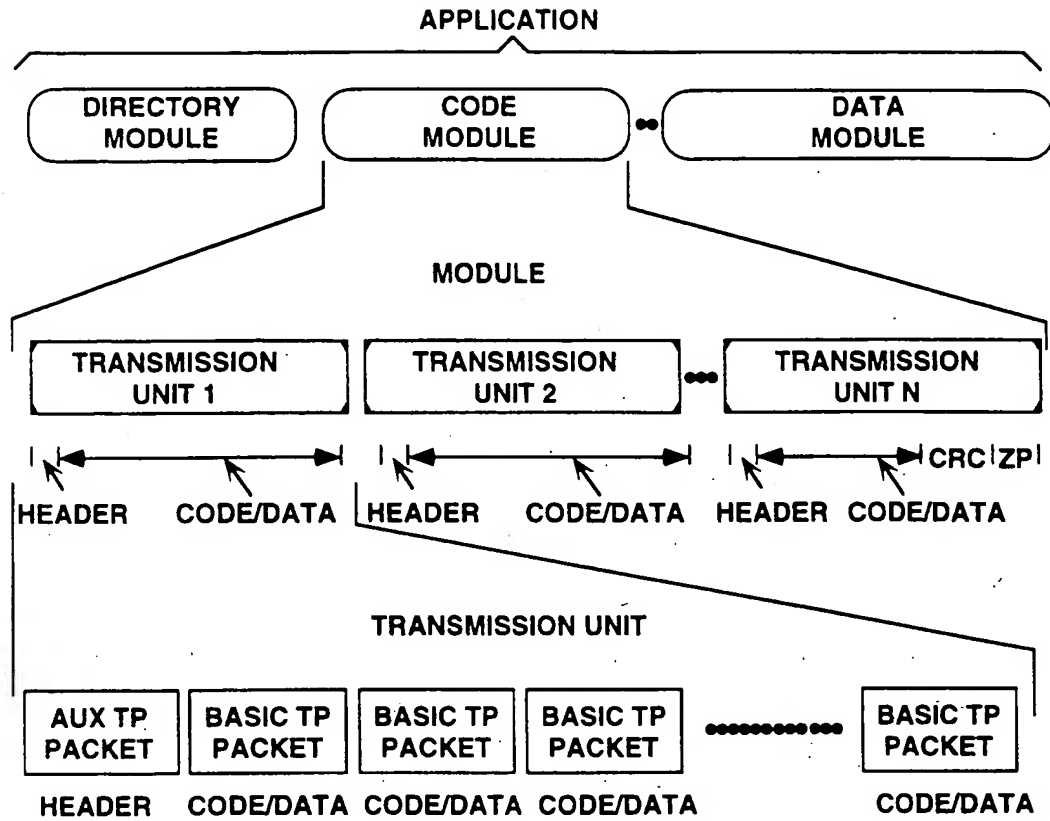 APPLICATION
DIRECTORY MODULE
CODE MODULE
DATA MODULE
MODULE
TRANSMISSION UNIT 1
TRANSMISSION UNIT 2
TRANSMISSION UNIT N
CRC ZP
HEADER CODE/DATA HEADER CODE/DATA HEADER CODE/DATA
TRANSMISSION UNIT
AUX TP PACKET
BASIC TP PACKET
BASIC TP PACKET
BASIC TP PACKET
BASIC TP PACKET
HEADER CODE/DATA CODE/DATA CODE/DATA CODE/DATA